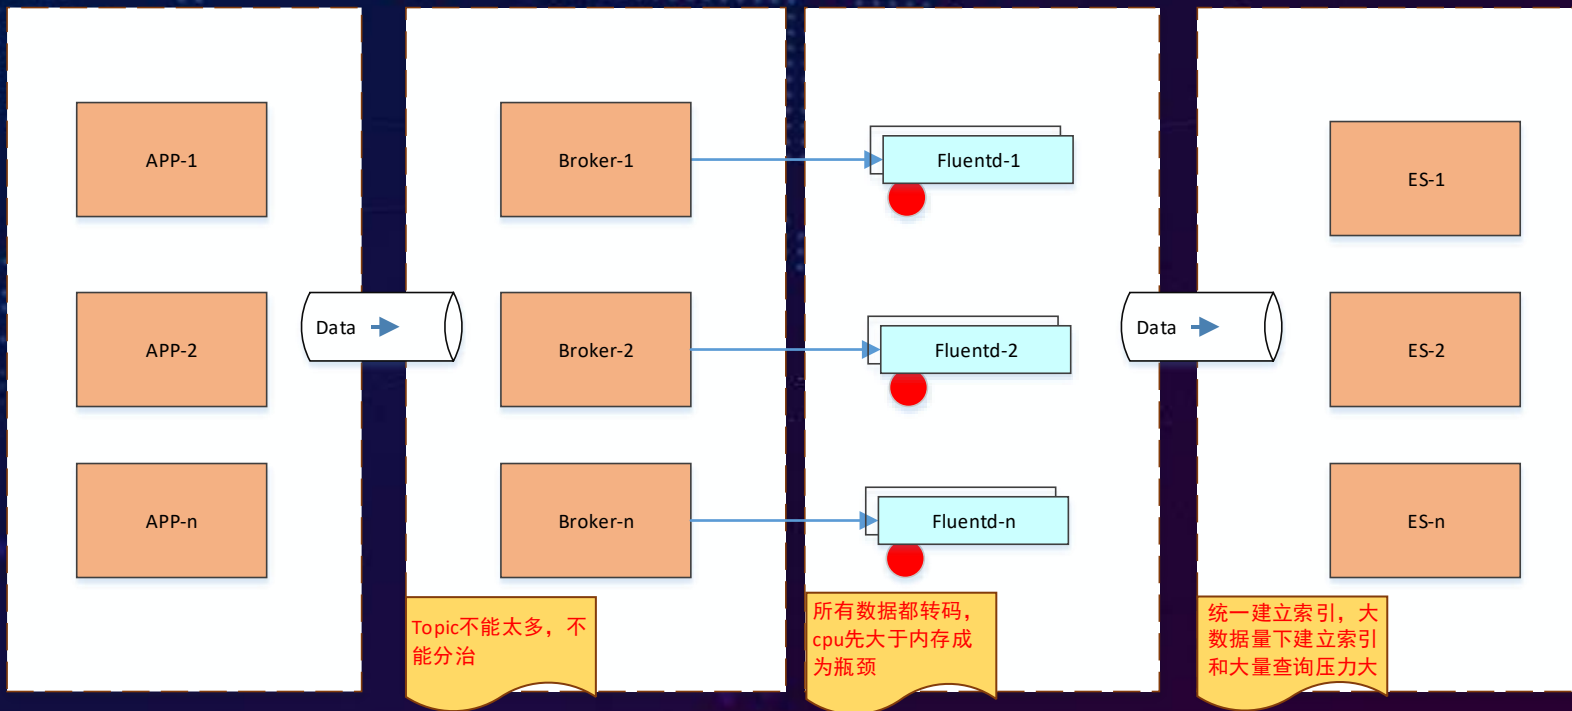 APP-1
APP-2
APP-n
Data
Broker-1
Broker-2
Broker-n
Topic不能太多，不
能分治
Fluentd-1
Fluentd-2
Fluentd-n
所有数据都转码，
cpu先大于内存成
为瓶颈
Data
ES-1
ES-2
ES-n
统一建立索引，大
数据量下建立索引
和大量查询压力大